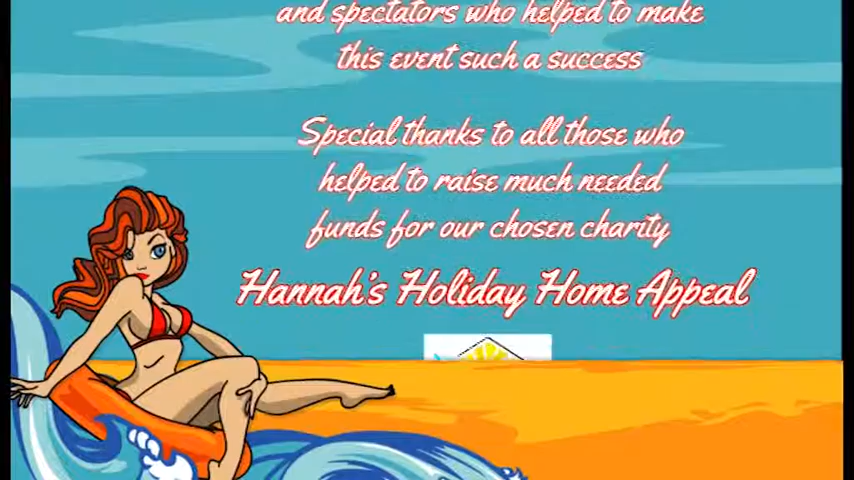 and spectators who helped to make
this event such a success
Special thanks to all those who
helped to raise much needed
funds for our chosen charity
Hannah's Holiday Home Appeal